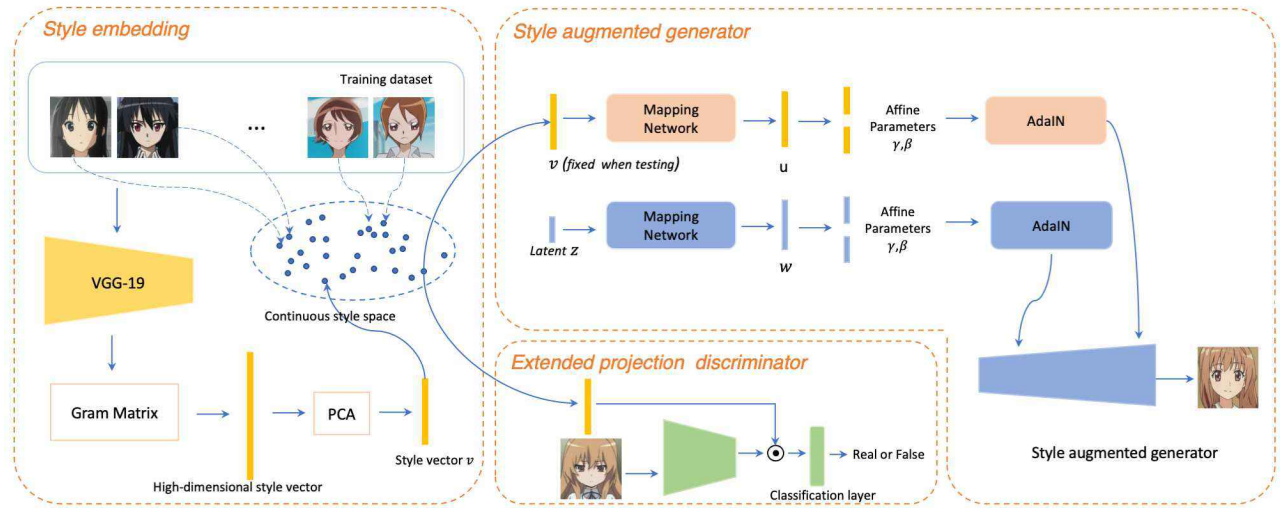 Style embedding
Training dataset
...
VGG-19
Continuous style space
Gram Matrix
PCA
Style vector v
High-dimensional style vector
Style augmented generator
Mapping
Network
v (fixed when testing)
u
Affine
Parameters
γ,β
AdaIN
Mapping
Network
Latent Z
w
Affine
Parameters
γ,β
AdaIN
Style augmented generator
Extended projection discriminator
Real or False
Classification layer